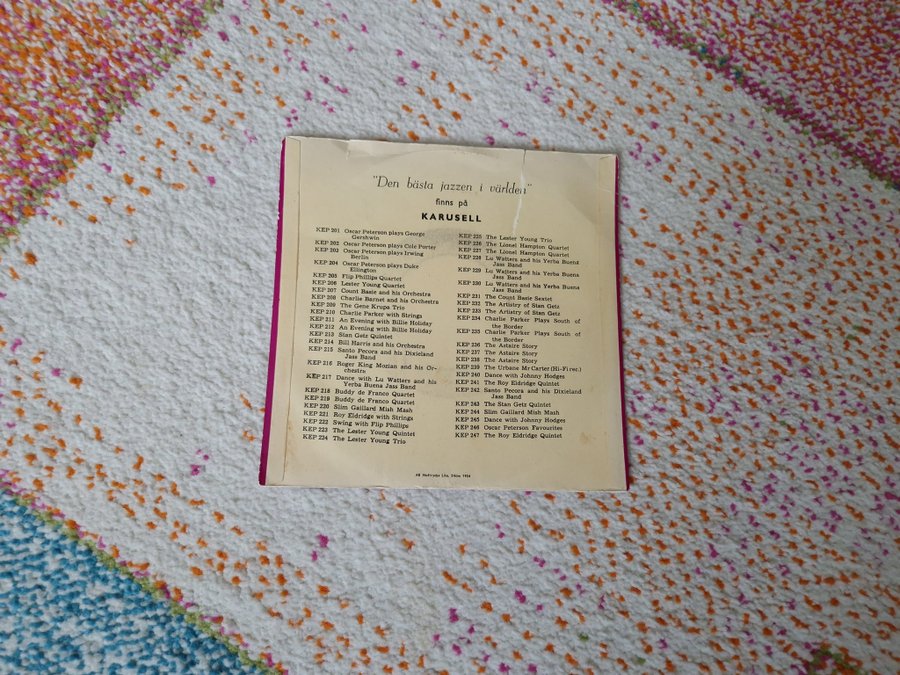 "Den bästa jazzen i världen"
finns på
KARUSELL
KEP 201 Oscar Peterson plays George
Gershwin
KEP 202 Oscar Peterson plays Cole Porter
KEP 203 Oscar Peterson plays Irwing
Berlin
KEP 204 Oscar Peterson plays Duke
Ellington
KEP 205 Flip Phillips Quartet
KEP 206 Lester Young Quartet
KEP 207 Count Basie and his Orchestra
KEP 208 Charlie Barnet and his Orchestra
KEP 209 The Gene Krupa Trio
KEP 210 Charlie Parker with Strings
KEP 211 An Evening with Billie Holiday
KEP 212 An Evening with Billie Holiday
KEP 213 Stan Getz Quintet
KEP 214 Bill Harris and his Orchestra
KEP 215 Santo Pecora and his Dixieland
Jass Band
KEP 216 Roger King Mozian and his Or-
chestra
KEP 217 Dance with Lu Watters and his
Yerba Buena Jass Band
KEP 218 Buddy de Franco Quartet
KEP 219 Buddy de Franco Quartet
KEP 220 Slim Gaillard Mish Mash
KEP 221 Roy Eldridge with Strings
KEP 222 Swing with Flip Phillips
KEP 223 The Lester Young Quintet
KEP 224 The Lester Young Trio
KEP 225 The Lester Young Trio
KEP 226 The Lionel Hampton Quartet
KEP 227 The Lionel Hampton Quartet
KEP 228 Lu Watters and his Yerba Buena
Jass Band
KEP 229 Lu Watters and his Yerba Buena
Jass Band
KEP 230 Lu Watters and his Yerba Buena
Jass Band
KEP 231 The Count Basie Sextet
KEP 232 The Artistry of Stan Getz
KEP 233 The Artistry of Stan Getz
KEP 234 Charlie Parker Plays South of
the Border
KEP 235 Charlie Parker Plays South of
the Border
KEP 236 The Astaire Story
KEP 237 The Astaire Story
KEP 238 The Astaire Story
KEP 239 The Urbane Mr Carter (Hi-Fi rec.)
KEP 240 Dance with Johnny Hodges
KEP 241 The Roy Eldridge Quintet
KEP 242 Santo Pecora and his Dixieland
Jass Band
KEP 243 The Stan Getz Quintet
KEP 244 Slim Gaillard Mish Mash
KEP 245 Dance with Johnny Hodges
KEP 246 Oscar Peterson Favourites
KEP 247 The Roy Eldridge Quintet